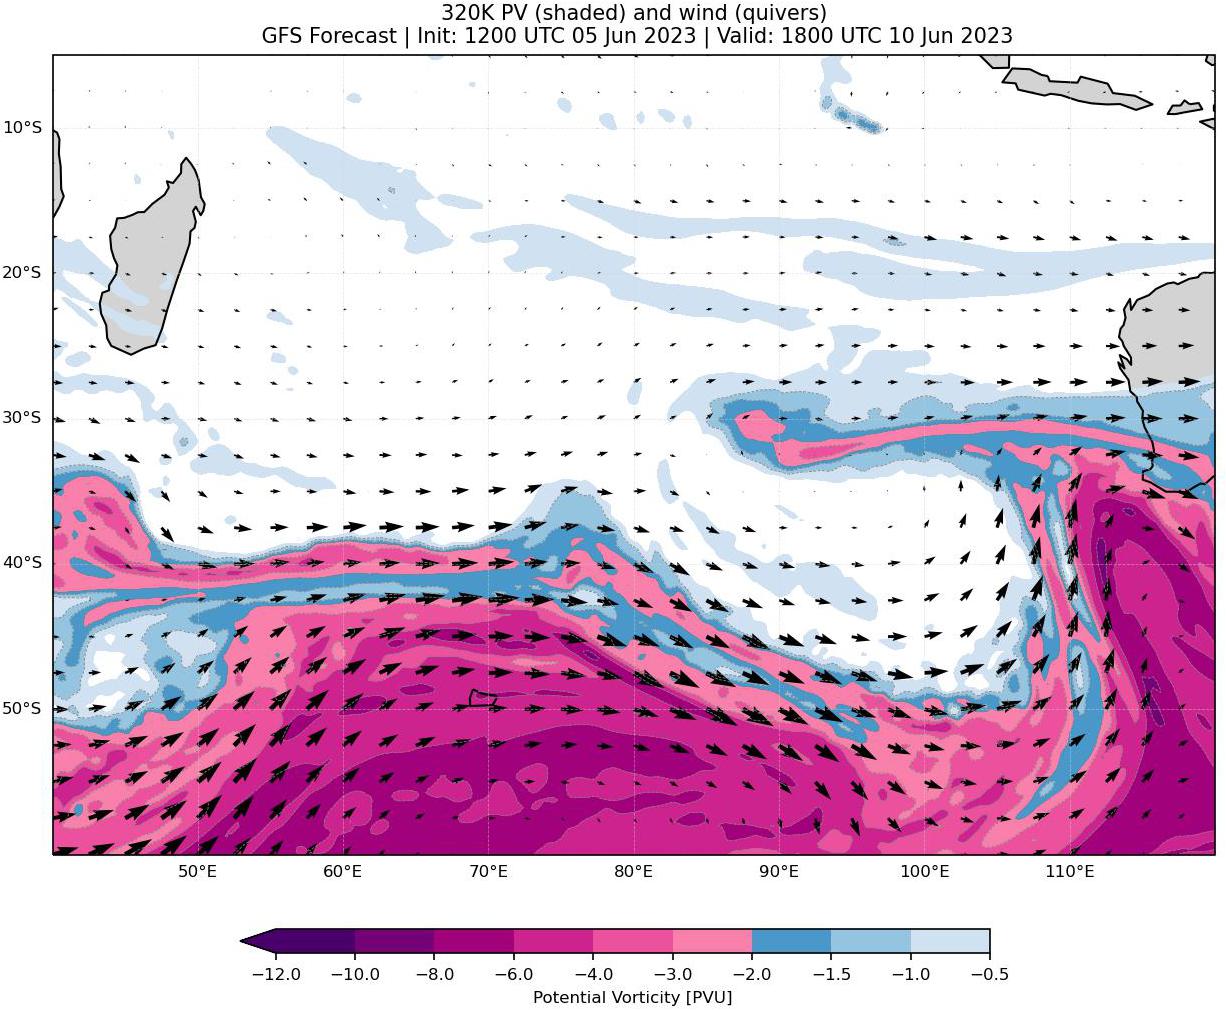 320K PV (shaded) and wind (quivers)
GFS Forecast | Init: 1200 UTC 05 Jun 2023 | Valid: 1800 UTC 10 Jun 2023
10°S
20°S
30°S
40°S
50°S
50°E 60°E 70°E 80°E 90°E 100°E 110°E
−12.0 −10.0 −8.0 −6.0 −4.0 −3.0 −2.0 −1.5 −1.0 −0.5
Potential Vorticity [PVU]